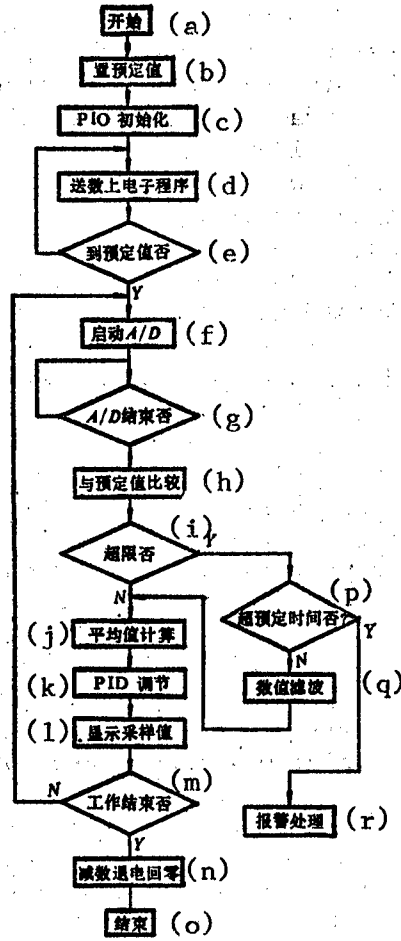 开始 (a)
置预定值 (b)
PIO 初始化 (c)
送数上电子程序 (d)
到预定值否 (e)
Y
启动A/D (f)
A/D结束否 (g)
与预定值比较 (h)
(i)
超限否
Y
N
(p)
超预定时间否?
Y
N
(j) 平均值计算
数值滤波 (q)
(k) PID 调节
(l) 显示采样值
(m)
N
工作结束否
Y
报警处理 (r)
减数退电回零 (n)
结束 (o)